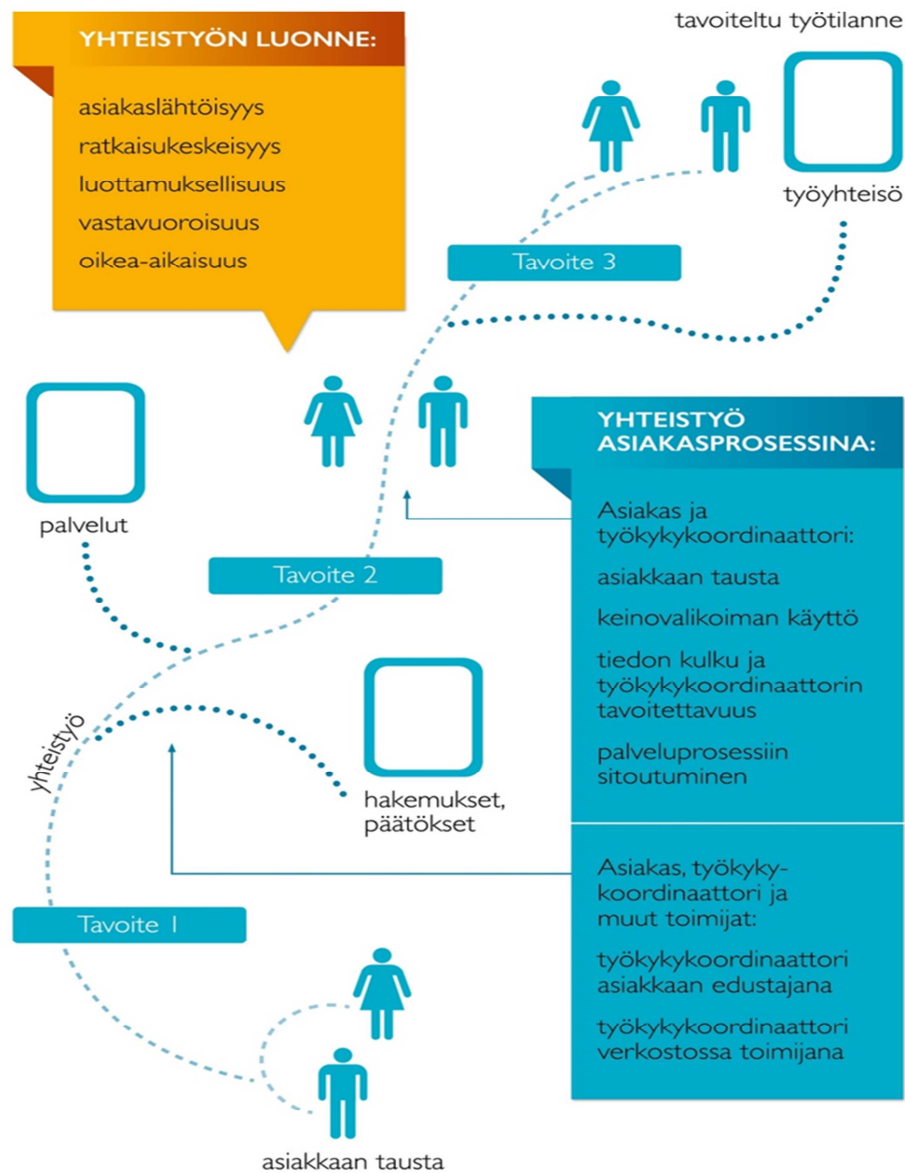 YHTEISTYÖN LUONNE:
asiakaslähtöisyys
ratkaisukeskeisyys
luottamuksellisuus
vastavuoroisuus
oikea-aikaisuus
tavoiteltu työtilanne
työyhteisö
Tavoite 3
palvelut
Tavoite 2
YHTEISTYÖ
ASIAKASPROSESSINA:
Asiakas ja
työkykykoordinaattori:
asiakkaan tausta
keinovalikoiman käyttö
tiedon kulku ja
työkykykoordinaattorin
tavoitettavuus
palveluprosessiin
sitoutuminen
Asiakas, työkyky-
koordinaattori ja
muut toimijat:
työkykykoordinaattori
asiakkaan edustajana
työkykykoordinaattori
verkostossa toimijana
yhteistyö
hakemukset,
päätökset
Tavoite 1
asiakkaan tausta